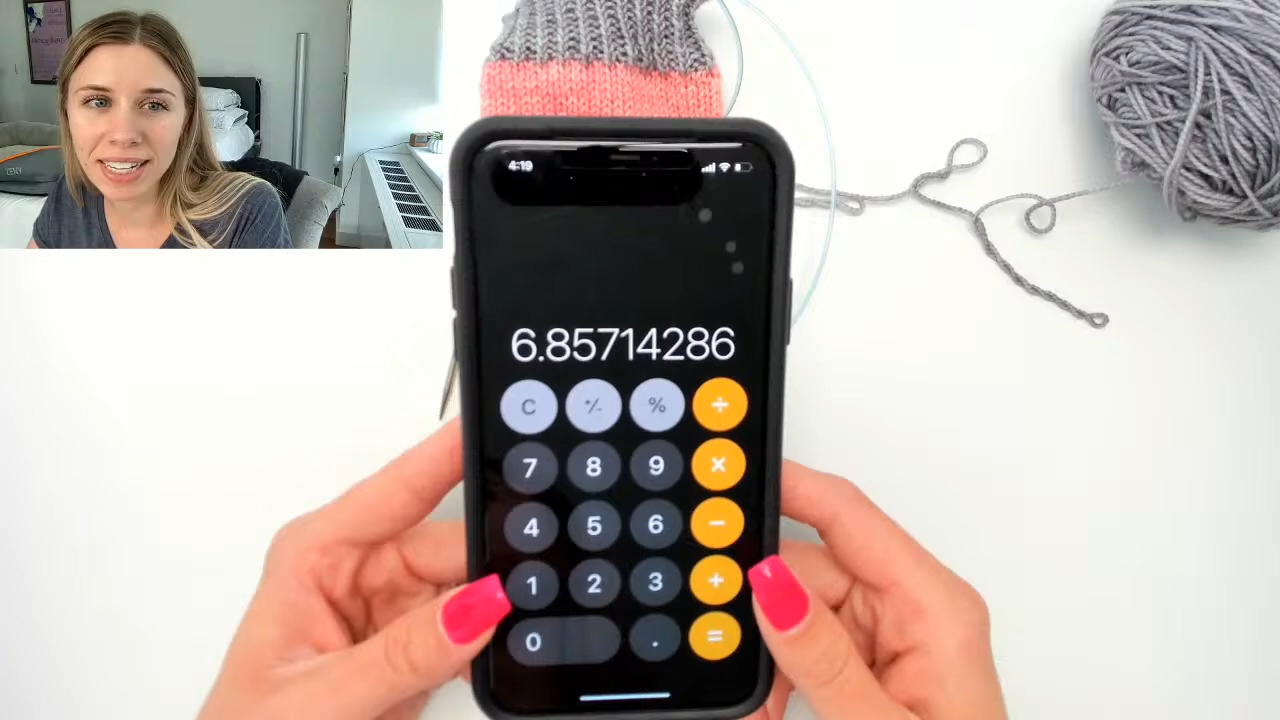 4:19
6.85714286
C +/- % ÷
7 8 9 ×
4 5 6 −
1 2 3 +
0 . =